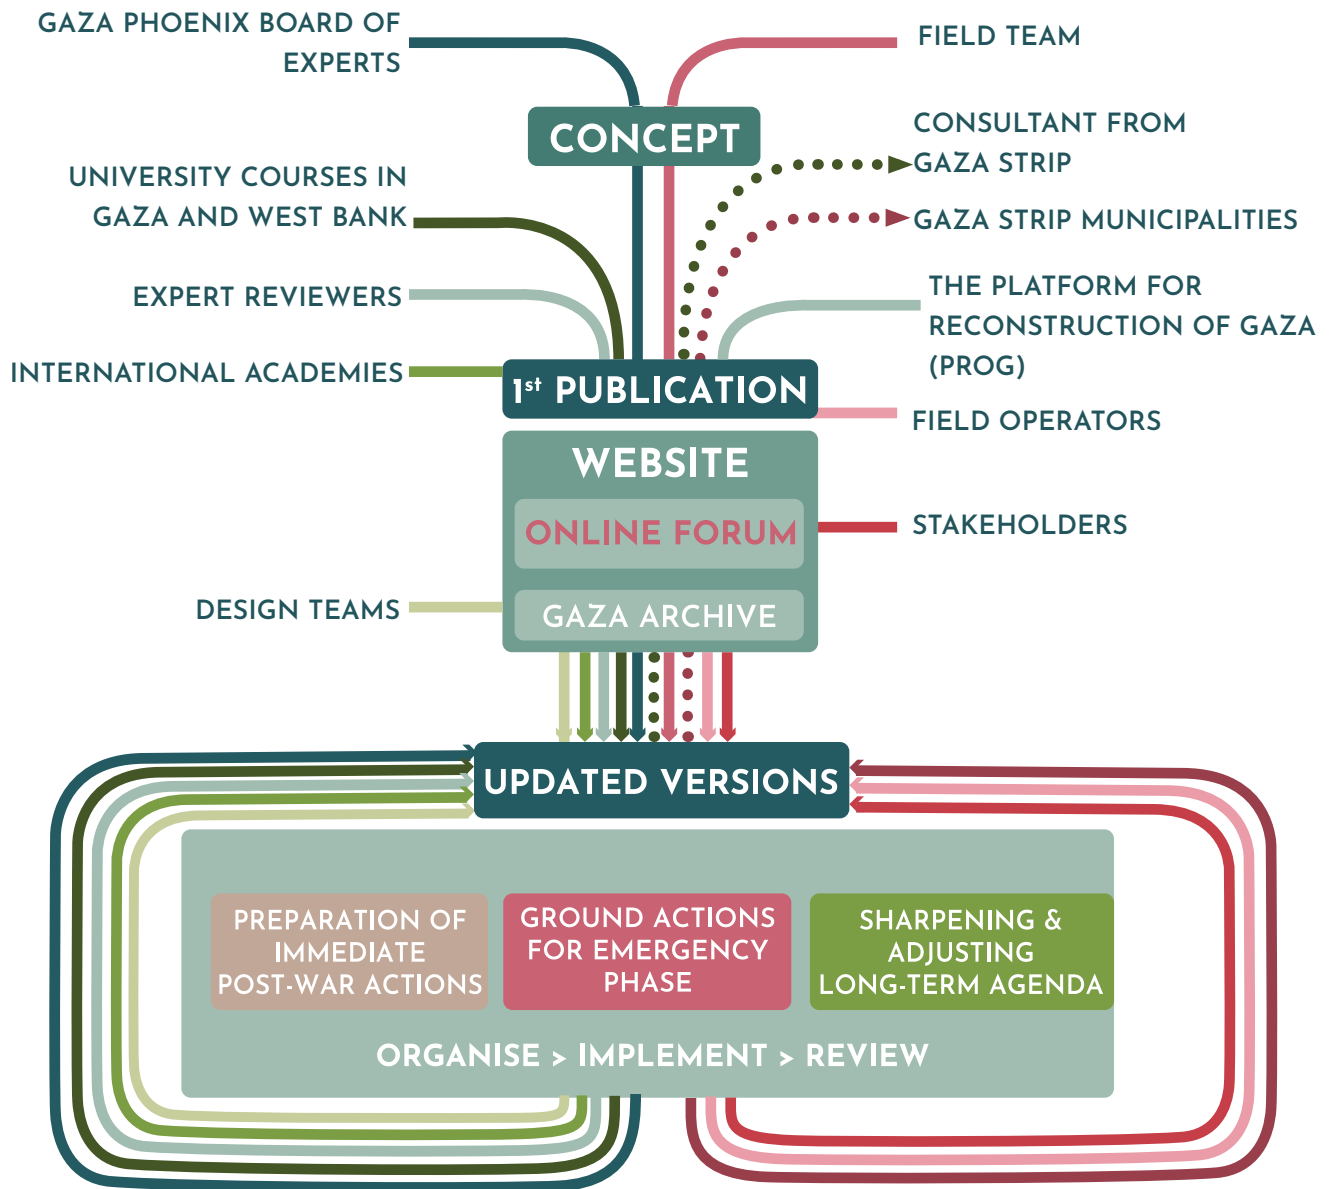 GAZA PHOENIX BOARD OF
EXPERTS
FIELD TEAM
CONCEPT
CONSULTANT FROM
GAZA STRIP
UNIVERSITY COURSES IN
GAZA AND WEST BANK
GAZA STRIP MUNICIPALITIES
EXPERT REVIEWERS
THE PLATFORM FOR
RECONSTRUCTION OF GAZA
(PROG)
INTERNATIONAL ACADEMIES
1st PUBLICATION
FIELD OPERATORS
WEBSITE
ONLINE FORUM
STAKEHOLDERS
DESIGN TEAMS
GAZA ARCHIVE
UPDATED VERSIONS
PREPARATION OF
IMMEDIATE
POST-WAR ACTIONS
GROUND ACTIONS
FOR EMERGENCY
PHASE
SHARPENING &
ADJUSTING
LONG-TERM AGENDA
ORGANISE > IMPLEMENT > REVIEW